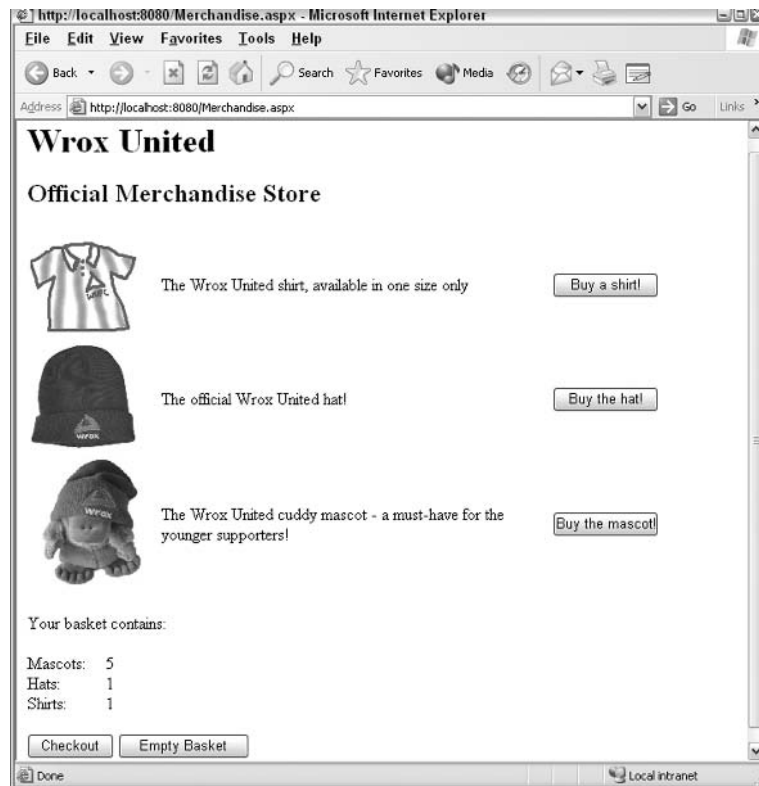 http://localhost:8080/Merchandise.aspx - Microsoft Internet Explorer
File Edit View Favorites Tools Help
Back Search Favorites Media
Address http://localhost:8080/Merchandise.aspx Go Links
Wrox United
Official Merchandise Store
The Wrox United shirt, available in one size only
Buy a shirt!
The official Wrox United hat!
Buy the hat!
wrox
The Wrox United cuddy mascot - a must-have for the
younger supporters!
Buy the mascot!
wrox
Your basket contains:
Mascots: 5
Hats: 1
Shirts: 1
Checkout Empty Basket
Done Local intranet